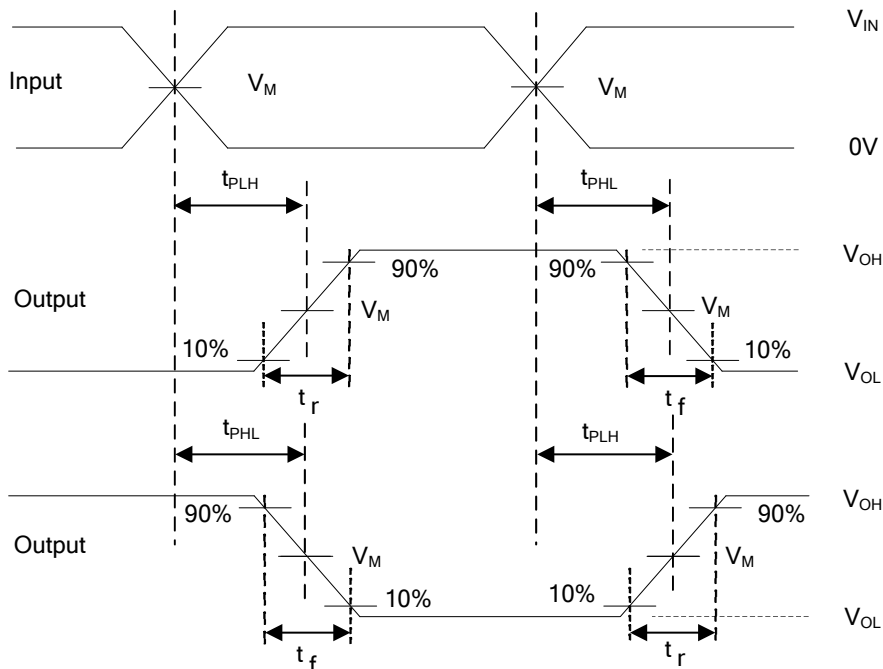 V_IN
Input V_M V_M
0V
t_PLH t_PHL
90% 90% V_OH
Output V_M V_M
10% 10%
t_r t_f V_OL
t_PHL t_PLH
90% 90% V_OH
Output
V_M V_M
10% 10%
V_OL
t_f t_r